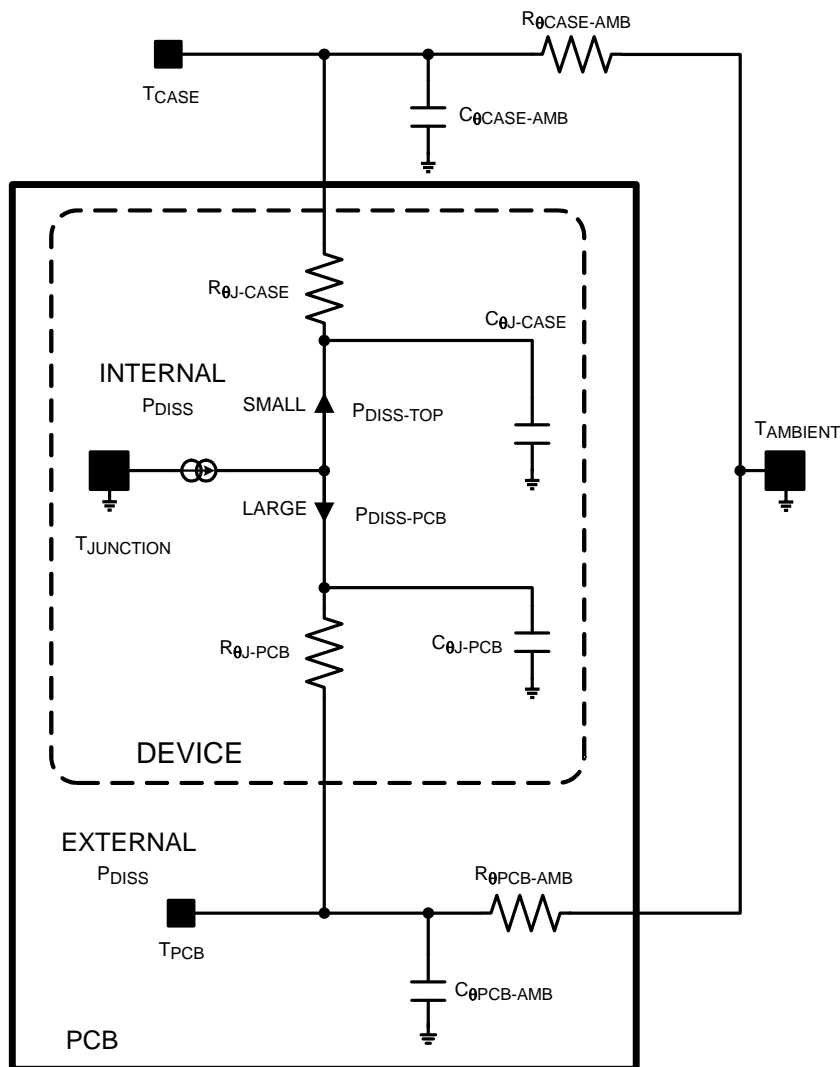 RθCASE-AMB
TCASE
CθCASE-AMB
RθJ-CASE
CθJ-CASE
INTERNAL
PDISS
SMALL
PDISS-TOP
TAMBIENT
LARGE
PDISS-PCB
TJUNCTION
RθJ-PCB
CθJ-PCB
DEVICE
EXTERNAL
PDISS
RθPCB-AMB
TPCB
CθPCB-AMB
PCB